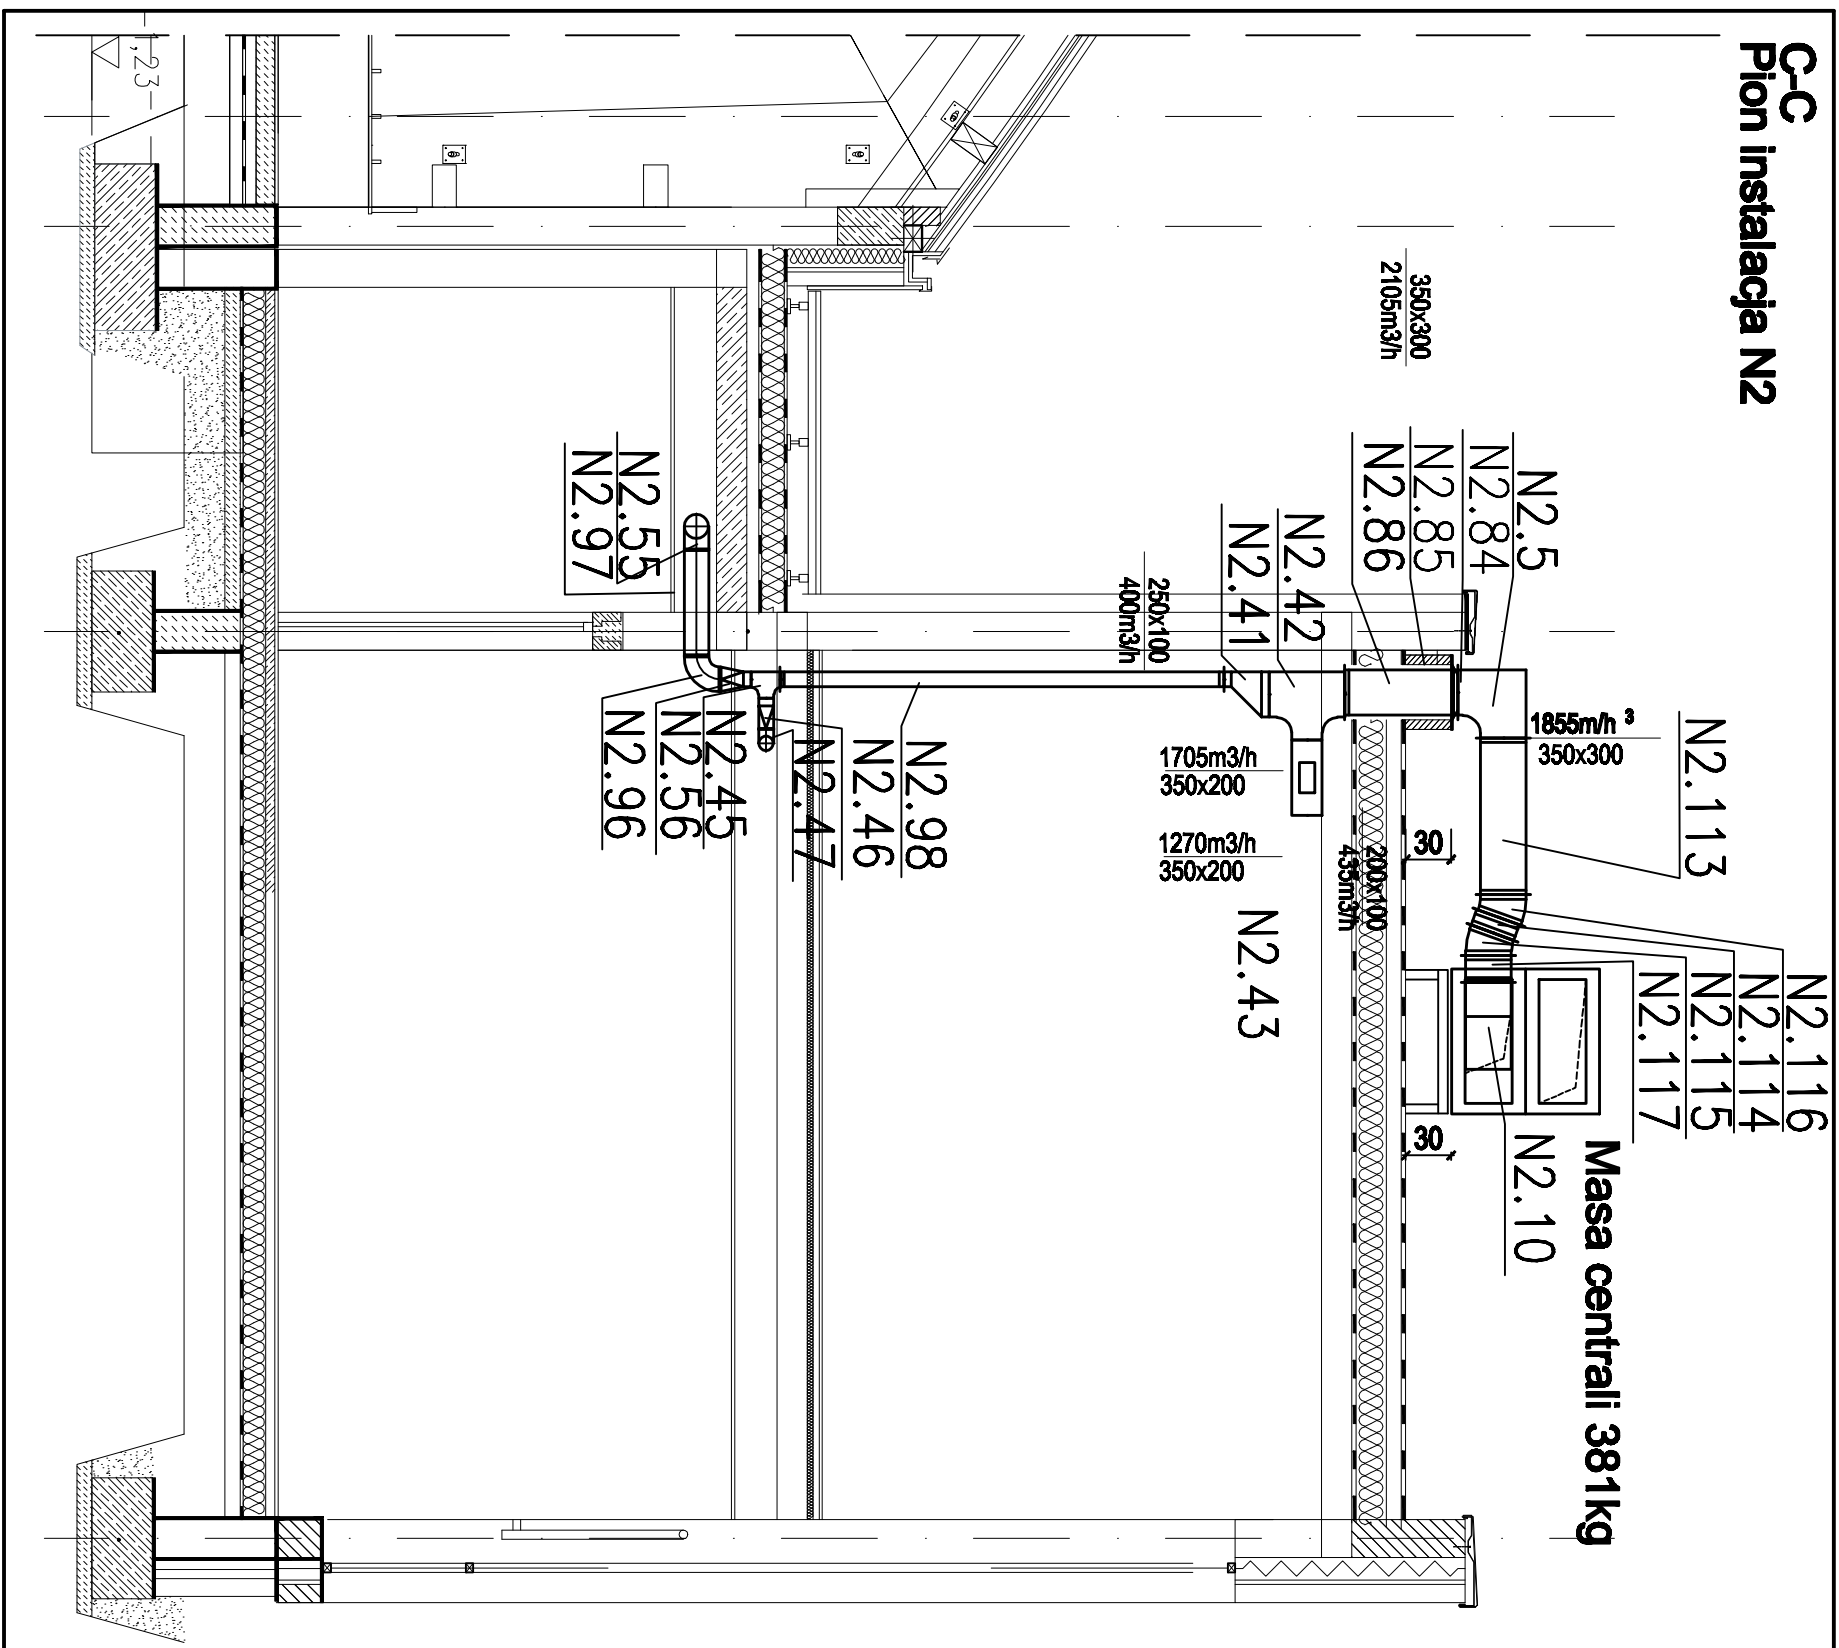 C-C
Pion instalacja N2
350x300
2105m3/h
N2.5
N2.84
N2.85
N2.86
N2.42
N2.41
250x100
400m3/h
N2.55
N2.97
1855m/h 3
350x300
N2.113
1705m3/h
350x200
1270m3/h
350x200
200x100
435m3/h
30
N2.43
N2.116
N2.114
N2.115
N2.117
N2.10
30
Masa centrali 381kg
N2.98
N2.46
N2.47
N2.45
N2.56
N2.96